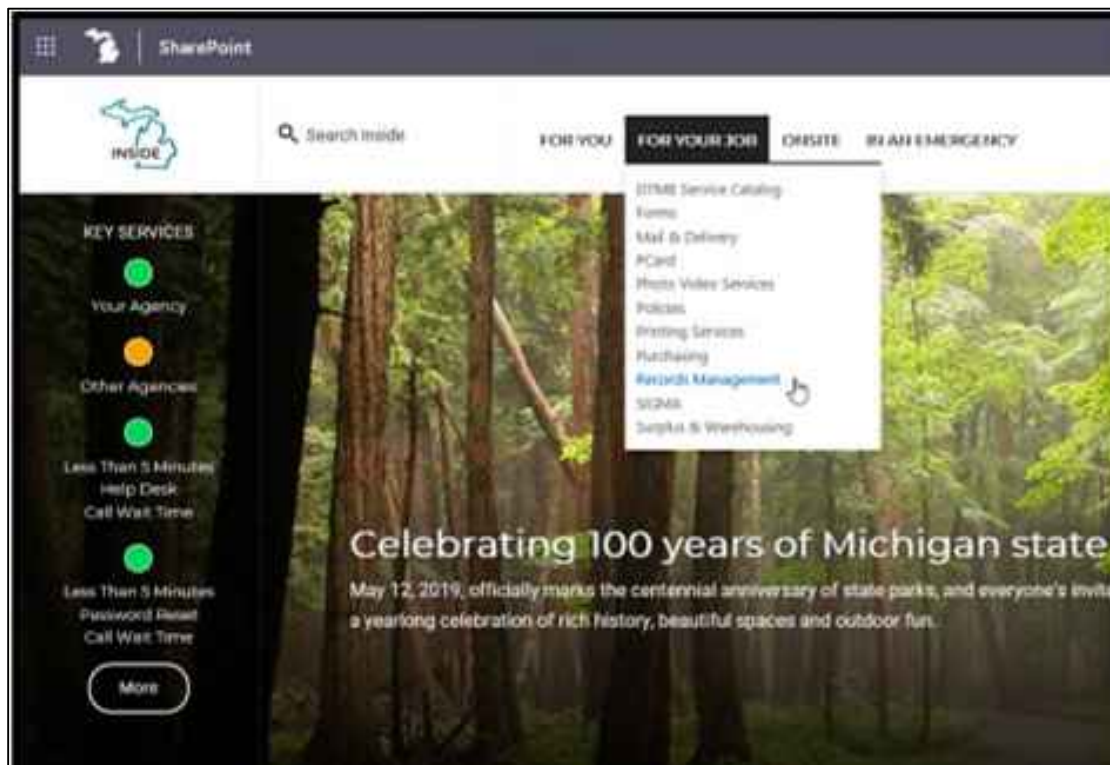 SharePoint
INSIDE
Search Inside
FOR YOU
FOR YOUR JOB
ONSITE
IN AN EMERGENCY
DTMB Service Catalog
Forms
Mail & Delivery
PCard
Photo Video Services
Policies
Printing Services
Purchasing
Records Management
SIGMA
Surplus & Warehousing
KEY SERVICES
Your Agency
Other Agencies
Less Than 5 Minutes
Help Desk
Call Wait Time
Less Than 5 Minutes
Password Reset
Call Wait Time
More
Celebrating 100 years of Michigan state
May 12, 2019, officially marks the centennial anniversary of state parks, and everyone's invita
a yearlong celebration of rich history, beautiful spaces and outdoor fun.